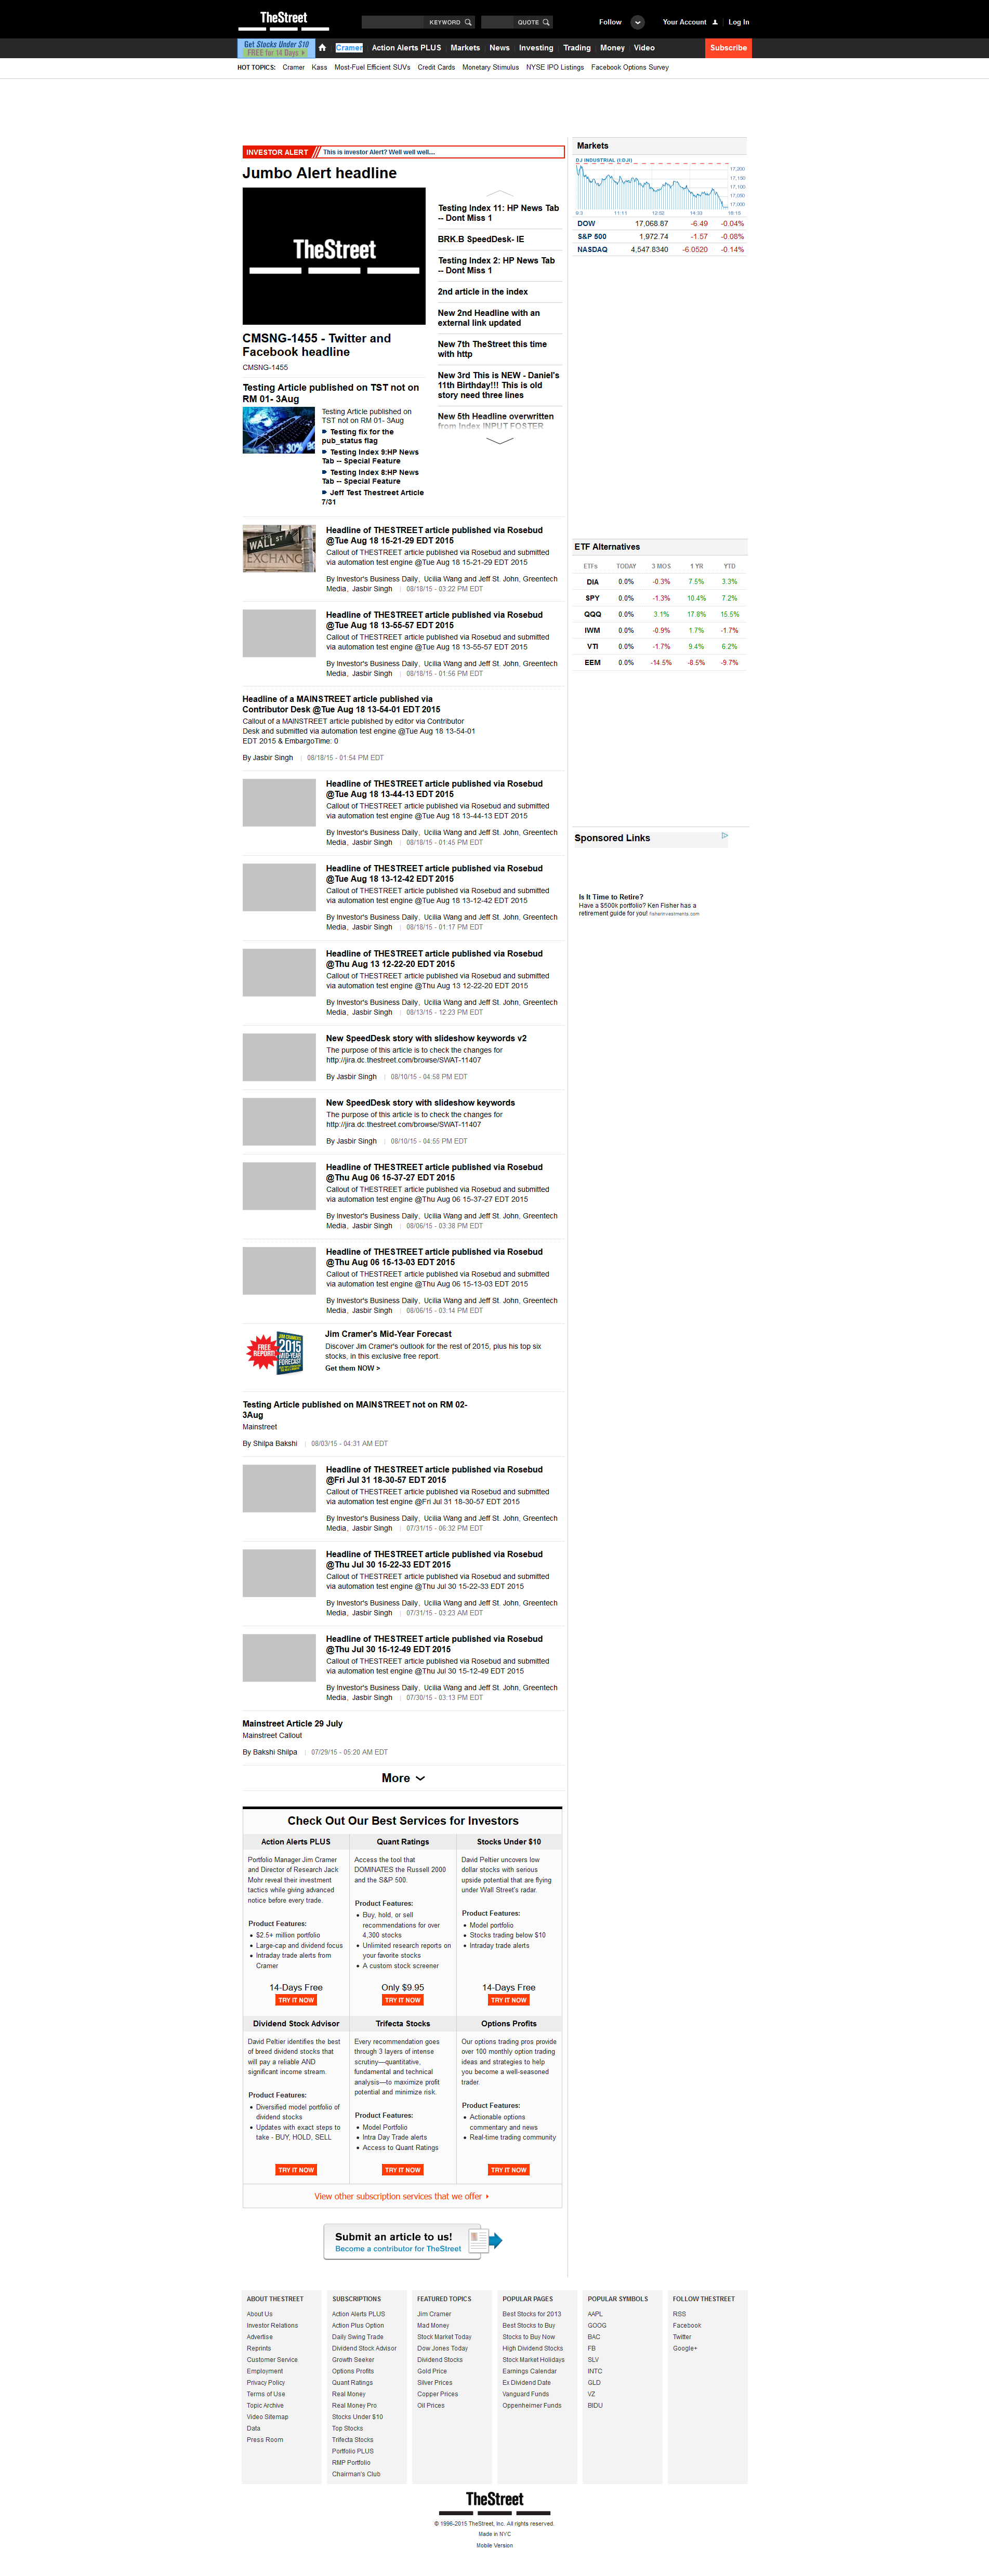 TheStreet
KEYWORD
QUOTE
Follow
Your Account
Log In
Get Stocks Under $10
FREE for 14 Days
Cramer
Action Alerts PLUS
Markets
News
Investing
Trading
Money
Video
Subscribe
HOT TOPICS: Cramer Kass Most-Fuel Efficient SUVs Credit Cards Monetary Stimulus NYSE IPO Listings Facebook Options Survey
INVESTOR ALERT This is investor Alert? Well well well....
Jumbo Alert headline
TheStreet
CMSNG-1455 - Twitter and
Facebook headline
CMSNG-1455
Testing Article published on TST not on
RM 01- 3Aug
Testing Article published on
TST not on RM 01- 3Aug
Testing fix for the
pub_status flag
Testing Index 9:HP News
Tab -- Special Feature
Testing Index 8:HP News
Tab -- Special Feature
Jeff Test Thestreet Article
7/31
Testing Index 11: HP News Tab
-- Dont Miss 1
BRK.B SpeedDesk- IE
Testing Index 2: HP News Tab
-- Dont Miss 1
2nd article in the index
New 2nd Headline with an
external link updated
New 7th TheStreet this time
with http
New 3rd This is NEW - Daniel's
11th Birthday!!! This is old
story need three lines
New 5th Headline overwritten
from Index INPUT FOSTER
Markets
DJ INDUSTRIAL (I:DJI)
17,200
17,150
17,100
17,050
17,000
9:3 11:11 12:52 14:33 16:15
DOW 17,068.87 -6.49 -0.04%
S&P 500 1,972.74 -1.57 -0.08%
NASDAQ 4,547.8340 -6.0520 -0.14%
WALL ST
EXCHANGE
Headline of THESTREET article published via Rosebud
@Tue Aug 18 15-21-29 EDT 2015
Callout of THESTREET article published via Rosebud and submitted
via automation test engine @Tue Aug 18 15-21-29 EDT 2015
By Investor's Business Daily, Ucilia Wang and Jeff St. John, Greentech
Media, Jasbir Singh | 08/18/15 - 03:22 PM EDT
Headline of THESTREET article published via Rosebud
@Tue Aug 18 13-55-57 EDT 2015
Callout of THESTREET article published via Rosebud and submitted
via automation test engine @Tue Aug 18 13-55-57 EDT 2015
By Investor's Business Daily, Ucilia Wang and Jeff St. John, Greentech
Media, Jasbir Singh | 08/18/15 - 01:56 PM EDT
Headline of a MAINSTREET article published via
Contributor Desk @Tue Aug 18 13-54-01 EDT 2015
Callout of a MAINSTREET article published by editor via Contributor
Desk and submitted via automation test engine @Tue Aug 18 13-54-01
EDT 2015 & EmbargoTime: 0
By Jasbir Singh | 08/18/15 - 01:54 PM EDT
Headline of THESTREET article published via Rosebud
@Tue Aug 18 13-44-13 EDT 2015
Callout of THESTREET article published via Rosebud and submitted
via automation test engine @Tue Aug 18 13-44-13 EDT 2015
By Investor's Business Daily, Ucilia Wang and Jeff St. John, Greentech
Media, Jasbir Singh | 08/18/15 - 01:45 PM EDT
Headline of THESTREET article published via Rosebud
@Tue Aug 18 13-12-42 EDT 2015
Callout of THESTREET article published via Rosebud and submitted
via automation test engine @Tue Aug 18 13-12-42 EDT 2015
By Investor's Business Daily, Ucilia Wang and Jeff St. John, Greentech
Media, Jasbir Singh | 08/18/15 - 01:17 PM EDT
Headline of THESTREET article published via Rosebud
@Thu Aug 13 12-22-20 EDT 2015
Callout of THESTREET article published via Rosebud and submitted
via automation test engine @Thu Aug 13 12-22-20 EDT 2015
By Investor's Business Daily, Ucilia Wang and Jeff St. John, Greentech
Media, Jasbir Singh | 08/13/15 - 12:23 PM EDT
New SpeedDesk story with slideshow keywords v2
The purpose of this article is to check the changes for
http://jira.dc.thestreet.com/browse/SWAT-11407
By Jasbir Singh | 08/10/15 - 04:58 PM EDT
New SpeedDesk story with slideshow keywords
The purpose of this article is to check the changes for
http://jira.dc.thestreet.com/browse/SWAT-11407
By Jasbir Singh | 08/10/15 - 04:55 PM EDT
Headline of THESTREET article published via Rosebud
@Thu Aug 06 15-37-27 EDT 2015
Callout of THESTREET article published via Rosebud and submitted
via automation test engine @Thu Aug 06 15-37-27 EDT 2015
By Investor's Business Daily, Ucilia Wang and Jeff St. John, Greentech
Media, Jasbir Singh | 08/06/15 - 03:38 PM EDT
Headline of THESTREET article published via Rosebud
@Thu Aug 06 15-13-03 EDT 2015
Callout of THESTREET article published via Rosebud and submitted
via automation test engine @Thu Aug 06 15-13-03 EDT 2015
By Investor's Business Daily, Ucilia Wang and Jeff St. John, Greentech
Media, Jasbir Singh | 08/06/15 - 03:14 PM EDT
FREE
REPORT!
JIM CRAMER'S
2015
MID-YEAR
FORECAST
Jim Cramer's Mid-Year Forecast
Discover Jim Cramer's outlook for the rest of 2015, plus his top six
stocks, in this exclusive free report.
Get them NOW >
Testing Article published on MAINSTREET not on RM 02-
3Aug
Mainstreet
By Shilpa Bakshi | 08/03/15 - 04:31 AM EDT
Headline of THESTREET article published via Rosebud
@Fri Jul 31 18-30-57 EDT 2015
Callout of THESTREET article published via Rosebud and submitted
via automation test engine @Fri Jul 31 18-30-57 EDT 2015
By Investor's Business Daily, Ucilia Wang and Jeff St. John, Greentech
Media, Jasbir Singh | 07/31/15 - 06:32 PM EDT
Headline of THESTREET article published via Rosebud
@Thu Jul 30 15-22-33 EDT 2015
Callout of THESTREET article published via Rosebud and submitted
via automation test engine @Thu Jul 30 15-22-33 EDT 2015
By Investor's Business Daily, Ucilia Wang and Jeff St. John, Greentech
Media, Jasbir Singh | 07/31/15 - 03:23 AM EDT
Headline of THESTREET article published via Rosebud
@Thu Jul 30 15-12-49 EDT 2015
Callout of THESTREET article published via Rosebud and submitted
via automation test engine @Thu Jul 30 15-12-49 EDT 2015
By Investor's Business Daily, Ucilia Wang and Jeff St. John, Greentech
Media, Jasbir Singh | 07/30/15 - 03:13 PM EDT
Mainstreet Article 29 July
Mainstreet Callout
By Bakshi Shilpa | 07/29/15 - 05:20 AM EDT
More
ETF Alternatives
ETFs TODAY 3 MOS 1 YR YTD
DIA 0.0% -0.3% 7.5% 3.3%
SPY 0.0% -1.3% 10.4% 7.2%
QQQ 0.0% 3.1% 17.8% 15.5%
IWM 0.0% -0.9% 1.7% -1.7%
VTI 0.0% -1.7% 9.4% 6.2%
EEM 0.0% -14.5% -8.5% -9.7%
Sponsored Links
Is It Time to Retire?
Have a $500k portfolio? Ken Fisher has a
retirement guide for you! fisherinvestments.com
Check Out Our Best Services for Investors
Action Alerts PLUS
Portfolio Manager Jim Cramer
and Director of Research Jack
Mohr reveal their investment
tactics while giving advanced
notice before every trade.
Product Features:
$2.5+ million portfolio
Large-cap and dividend focus
Intraday trade alerts from
Cramer
14-Days Free
TRY IT NOW
Quant Ratings
Access the tool that
DOMINATES the Russell 2000
and the S&P 500.
Product Features:
Buy, hold, or sell
recommendations for over
4,300 stocks
Unlimited research reports on
your favorite stocks
A custom stock screener
Only $9.95
TRY IT NOW
Stocks Under $10
David Peltier uncovers low
dollar stocks with serious
upside potential that are flying
under Wall Street's radar.
Product Features:
Model portfolio
Stocks trading below $10
Intraday trade alerts
14-Days Free
TRY IT NOW
Dividend Stock Advisor
David Peltier identifies the best
of breed dividend stocks that
will pay a reliable AND
significant income stream.
Product Features:
Diversified model portfolio of
dividend stocks
Updates with exact steps to
take - BUY, HOLD, SELL
TRY IT NOW
Trifecta Stocks
Every recommendation goes
through 3 layers of intense
scrutiny—quantitative,
fundamental and technical
analysis—to maximize profit
potential and minimize risk.
Product Features:
Model Portfolio
Intra Day Trade alerts
Access to Quant Ratings
TRY IT NOW
Options Profits
Our options trading pros provide
over 100 monthly option trading
ideas and strategies to help
you become a well-seasoned
trader.
Product Features:
Actionable options
commentary and news
Real-time trading community
TRY IT NOW
View other subscription services that we offer
Submit an article to us!
Become a contributor for TheStreet
ABOUT THESTREET
About Us
Investor Relations
Advertise
Reprints
Customer Service
Employment
Privacy Policy
Terms of Use
Topic Archive
Video Sitemap
Data
Press Room
SUBSCRIPTIONS
Action Alerts PLUS
Action Plus Option
Daily Swing Trade
Dividend Stock Advisor
Growth Seeker
Options Profits
Quant Ratings
Real Money
Real Money Pro
Stocks Under $10
Top Stocks
Trifecta Stocks
Portfolio PLUS
RMP Portfolio
Chairman's Club
FEATURED TOPICS
Jim Cramer
Mad Money
Stock Market Today
Dow Jones Today
Dividend Stocks
Gold Price
Silver Prices
Copper Prices
Oil Prices
POPULAR PAGES
Best Stocks for 2013
Best Stocks to Buy
Stocks to Buy Now
High Dividend Stocks
Stock Market Holidays
Earnings Calendar
Ex Dividend Date
Vanguard Funds
Oppenheimer Funds
POPULAR SYMBOLS
AAPL
GOOG
BAC
FB
SLV
INTC
GLD
VZ
BIDU
FOLLOW THESTREET
RSS
Facebook
Twitter
Google+
TheStreet
© 1996-2015 TheStreet, Inc. All rights reserved.
Made in NYC
Mobile Version